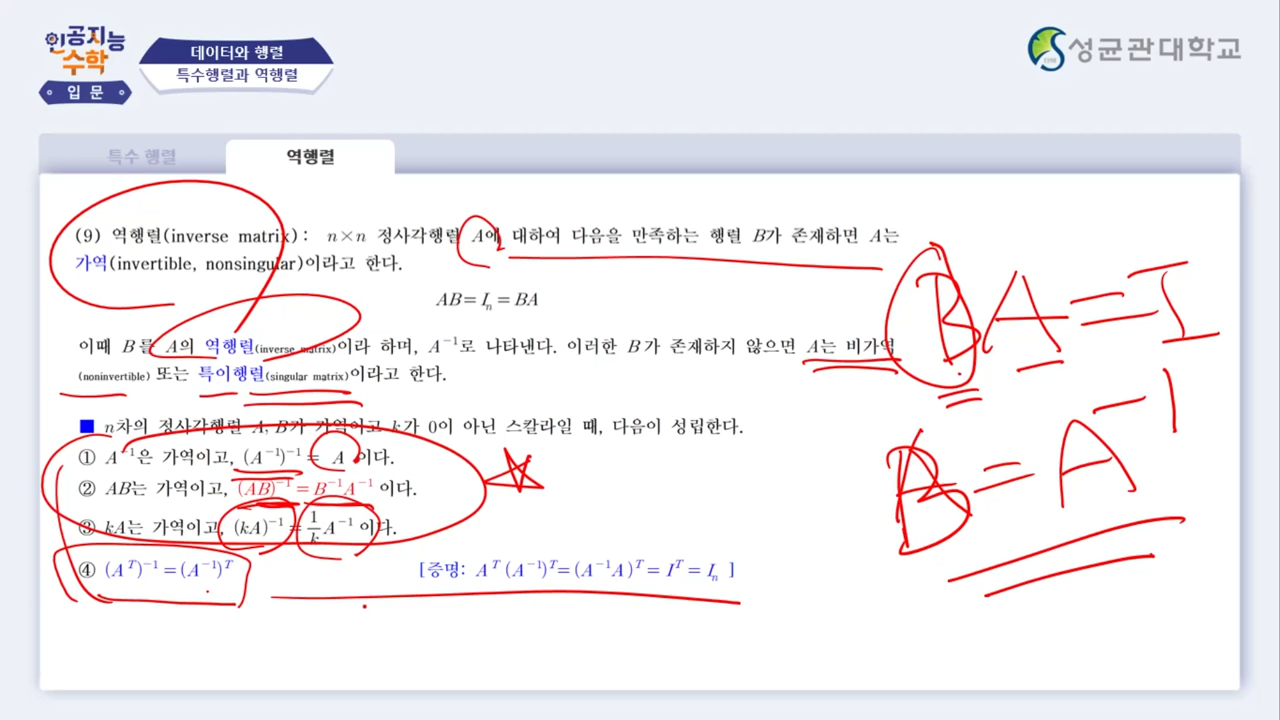 인공지능
수학
입문
데이터와 행렬
특수행렬과 역행렬
성균관대학교
특수 행렬
역행렬
(9) 역행렬(inverse matrix): n×n 정사각행렬 A에 대하여 다음을 만족하는 행렬 B가 존재하면 A는
가역(invertible, nonsingular)이라고 한다.
AB = Iₙ = BA
이때 B를 A의 역행렬(inverse matrix)이라 하며, A⁻¹로 나타낸다. 이러한 B가 존재하지 않으면 A는 비가역
(noninvertible) 또는 특이행렬(singular matrix)이라고 한다.
■ n차의 정사각행렬 A, B가 가역이고 k가 0이 아닌 스칼라일 때, 다음이 성립한다.
① A⁻¹은 가역이고, (A⁻¹)⁻¹ = A 이다.
② AB는 가역이고, (AB)⁻¹ = B⁻¹A⁻¹ 이다.
③ kA는 가역이고, (kA)⁻¹ = 1/k A⁻¹ 이다.
④ (Aᵀ)⁻¹ = (A⁻¹)ᵀ [증명: Aᵀ(A⁻¹)ᵀ = (A⁻¹A)ᵀ = Iᵀ = Iₙ ]
BA = I
B = A⁻¹